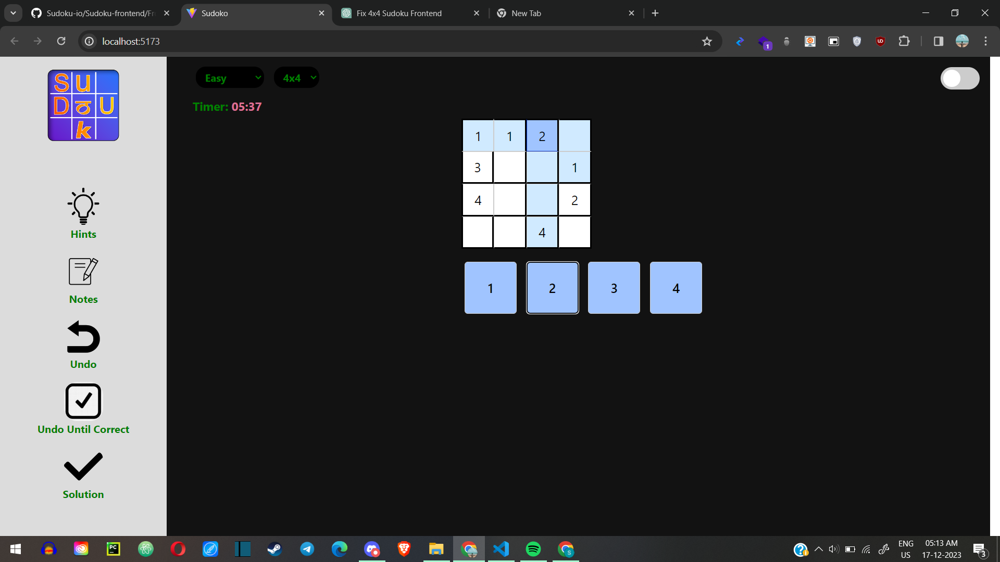 Sudoku-io/Sudoku-frontend/Fr
Sudoko
Fix 4x4 Sudoku Frontend
New Tab
localhost:5173
1
S u
D ठ U
k
Easy
4x4
Timer: 05:37
1 1 2
3 1
4 2
4
1 2 3 4
Hints
Notes
Undo
Undo Until Correct
Solution
PC
S
ENG
US
05:13 AM
17-12-2023
3